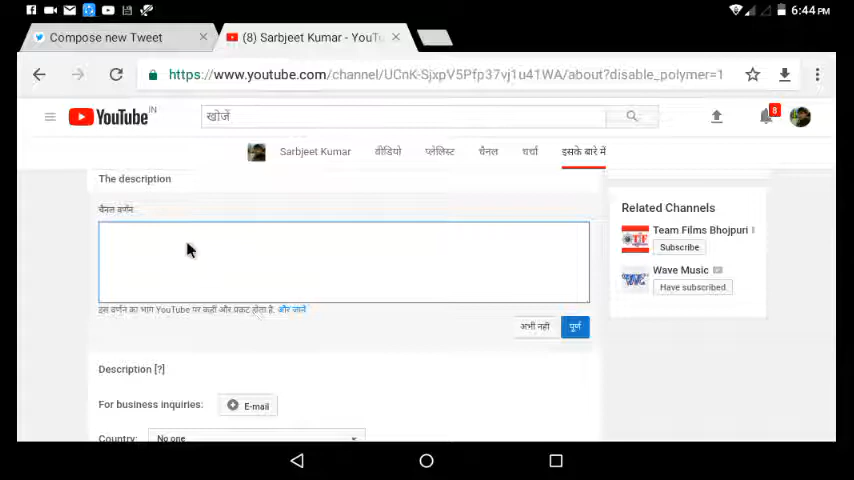 6:44 PM
Compose new Tweet
(8) Sarbjeet Kumar - YouTu
https://www.youtube.com/channel/UCnK-SjxpV5Pfp37vj1u41WA/about?disable_polymer=1
YouTube IN
खोजें
8
Sarbjeet Kumar वीडियो प्लेलिस्ट चैनल चर्चा इसके बारे में
The description
चैनल वर्णन
इस वर्णन का भाग YouTube पर कहीं और प्रकट होता है. और जानें
अभी नहीं पूर्ण
Description [?]
For business inquiries: E-mail
Country: No one
Related Channels
Team Films Bhojpuri
Subscribe
Wave Music
Have subscribed